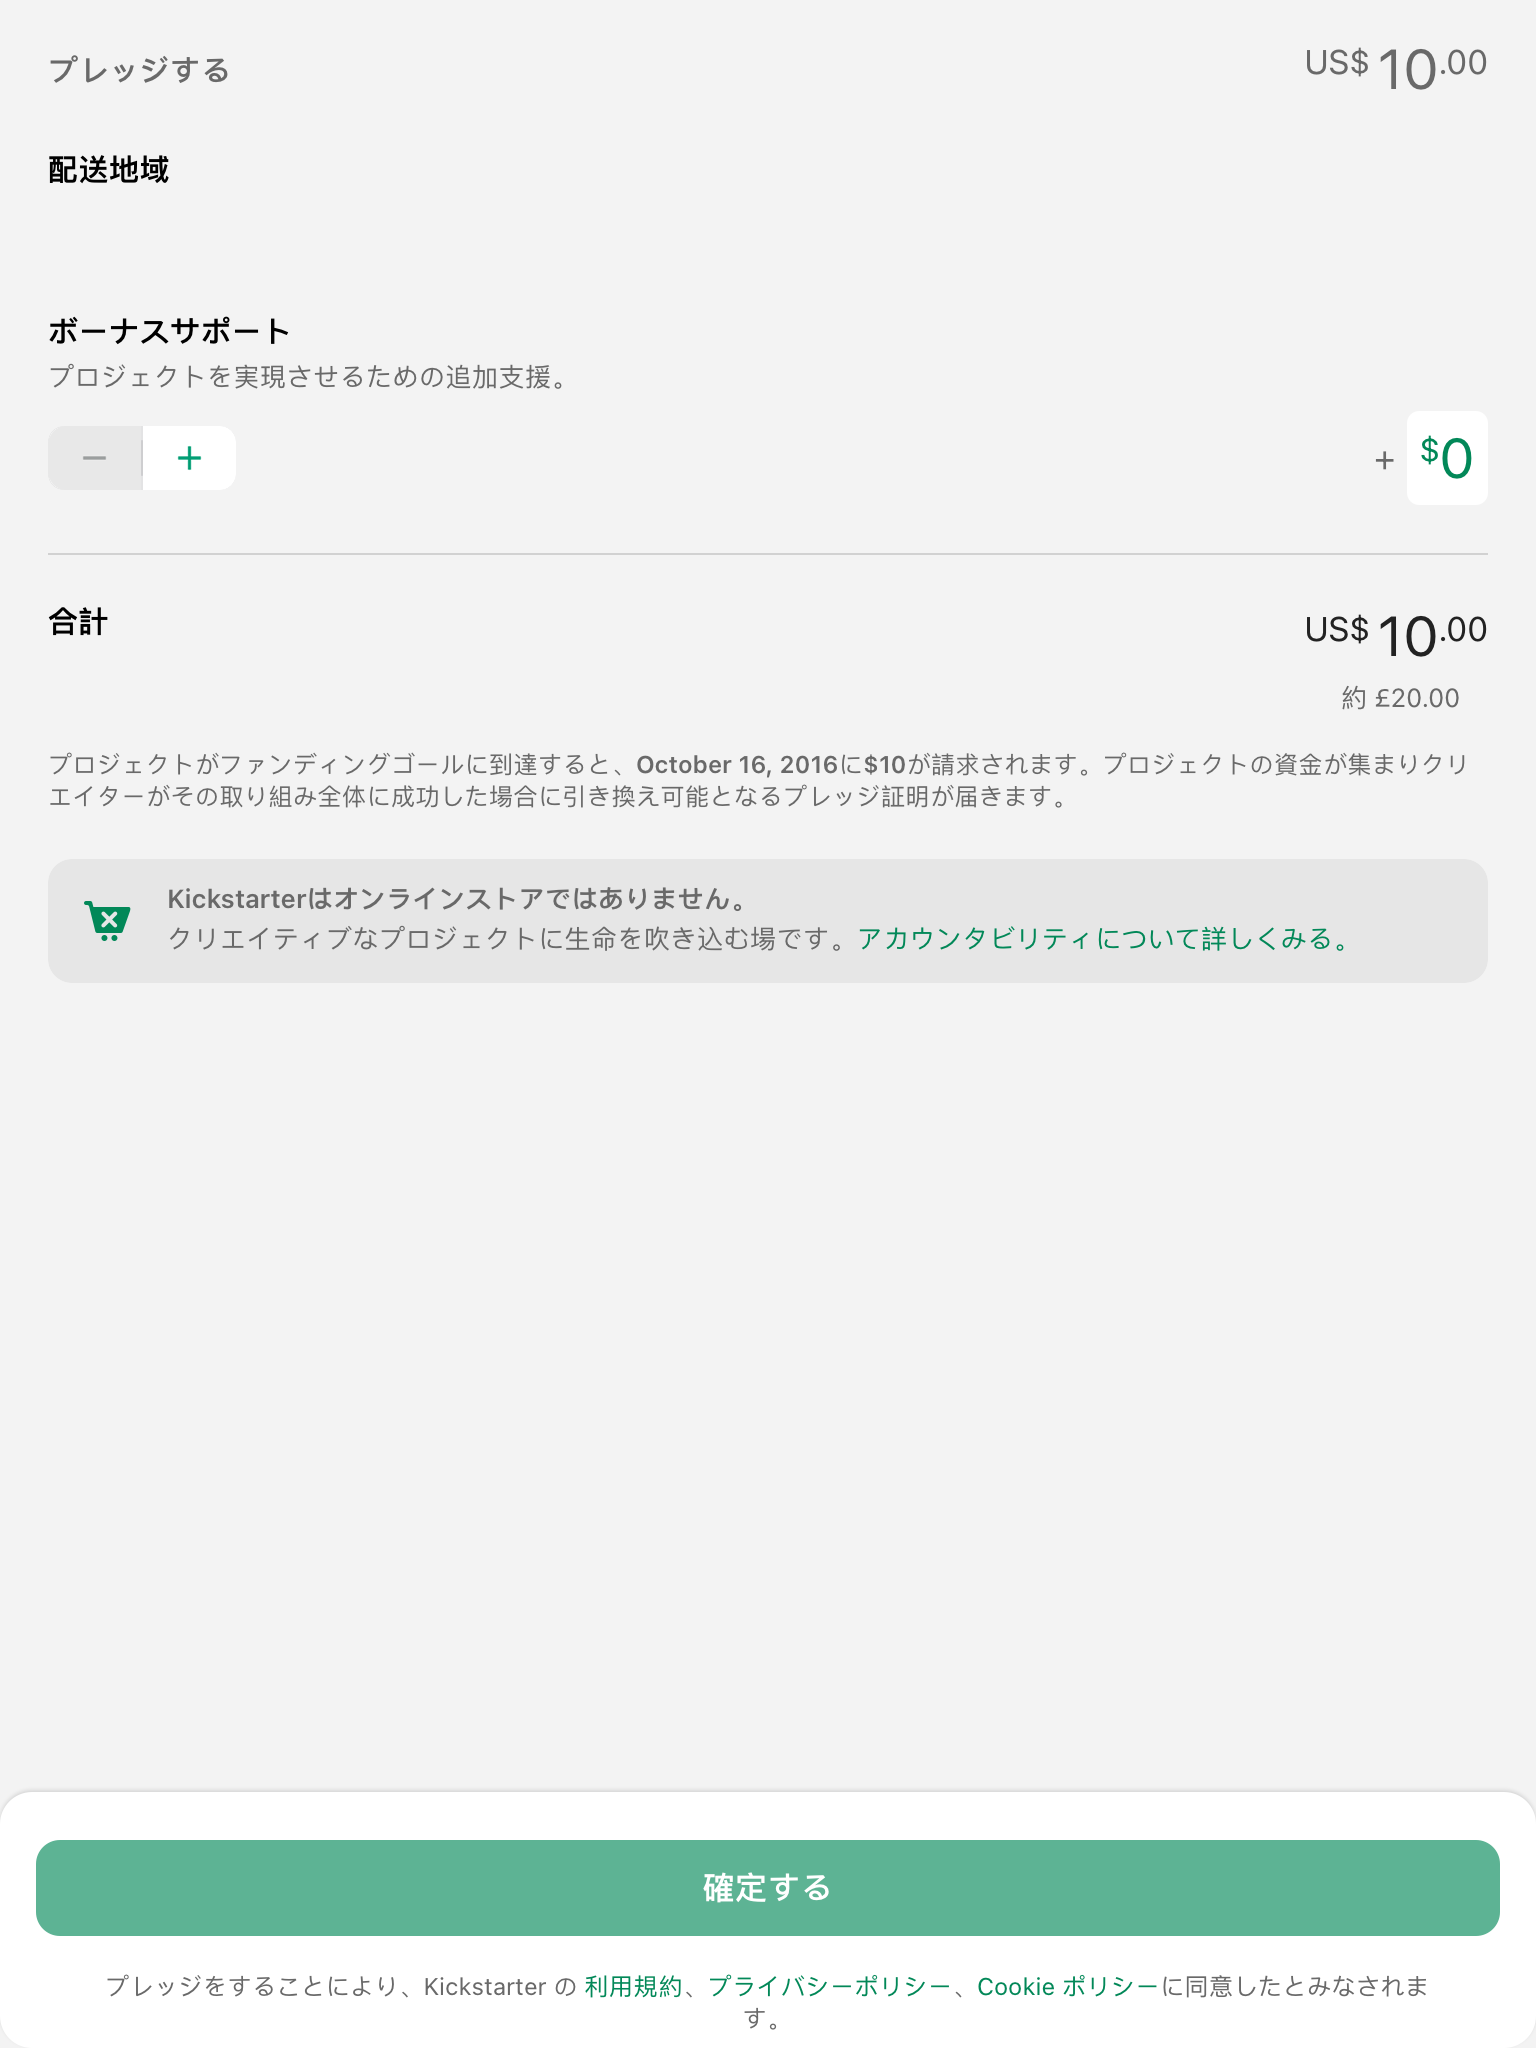 プレッジする
US$ 10.00
配送地域
ボーナスサポート
プロジェクトを実現させるための追加支援。
− +
+ $0
合計
US$ 10.00
約 £20.00
プロジェクトがファンディングゴールに到達すると、October 16, 2016に$10が請求されます。プロジェクトの資金が集まりクリ
エイターがその取り組み全体に成功した場合に引き換え可能となるプレッジ証明が届きます。
Kickstarterはオンラインストアではありません。
クリエイティブなプロジェクトに生命を吹き込む場です。アカウンタビリティについて詳しくみる。
確定する
プレッジをすることにより、Kickstarter の 利用規約、プライバシーポリシー、Cookie ポリシーに同意したとみなされま
す。